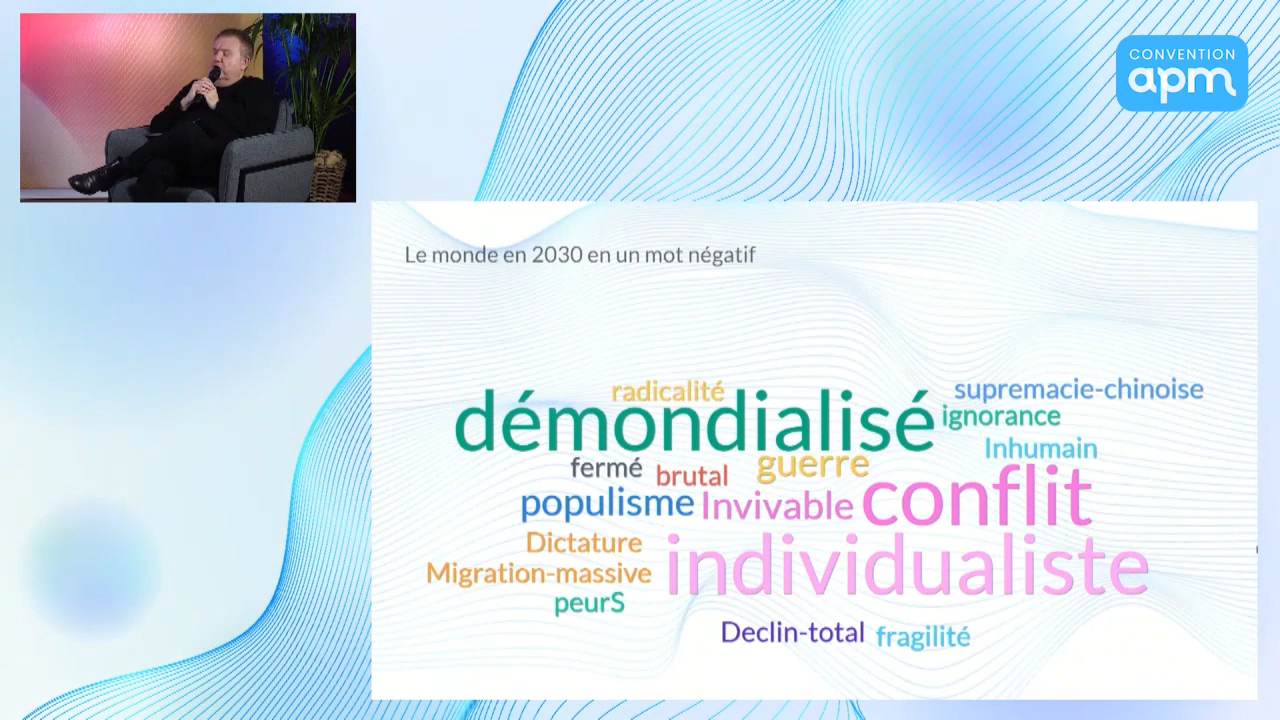 CONVENTION
apm
Le monde en 2030 en un mot négatif
radicalité
supremacie-chinoise
démondialisé
ignorance
Inhumain
fermé
brutal
guerre
populisme
Invivable
conflit
Dictature
individualiste
Migration-massive
peurS
Declin-total
fragilité